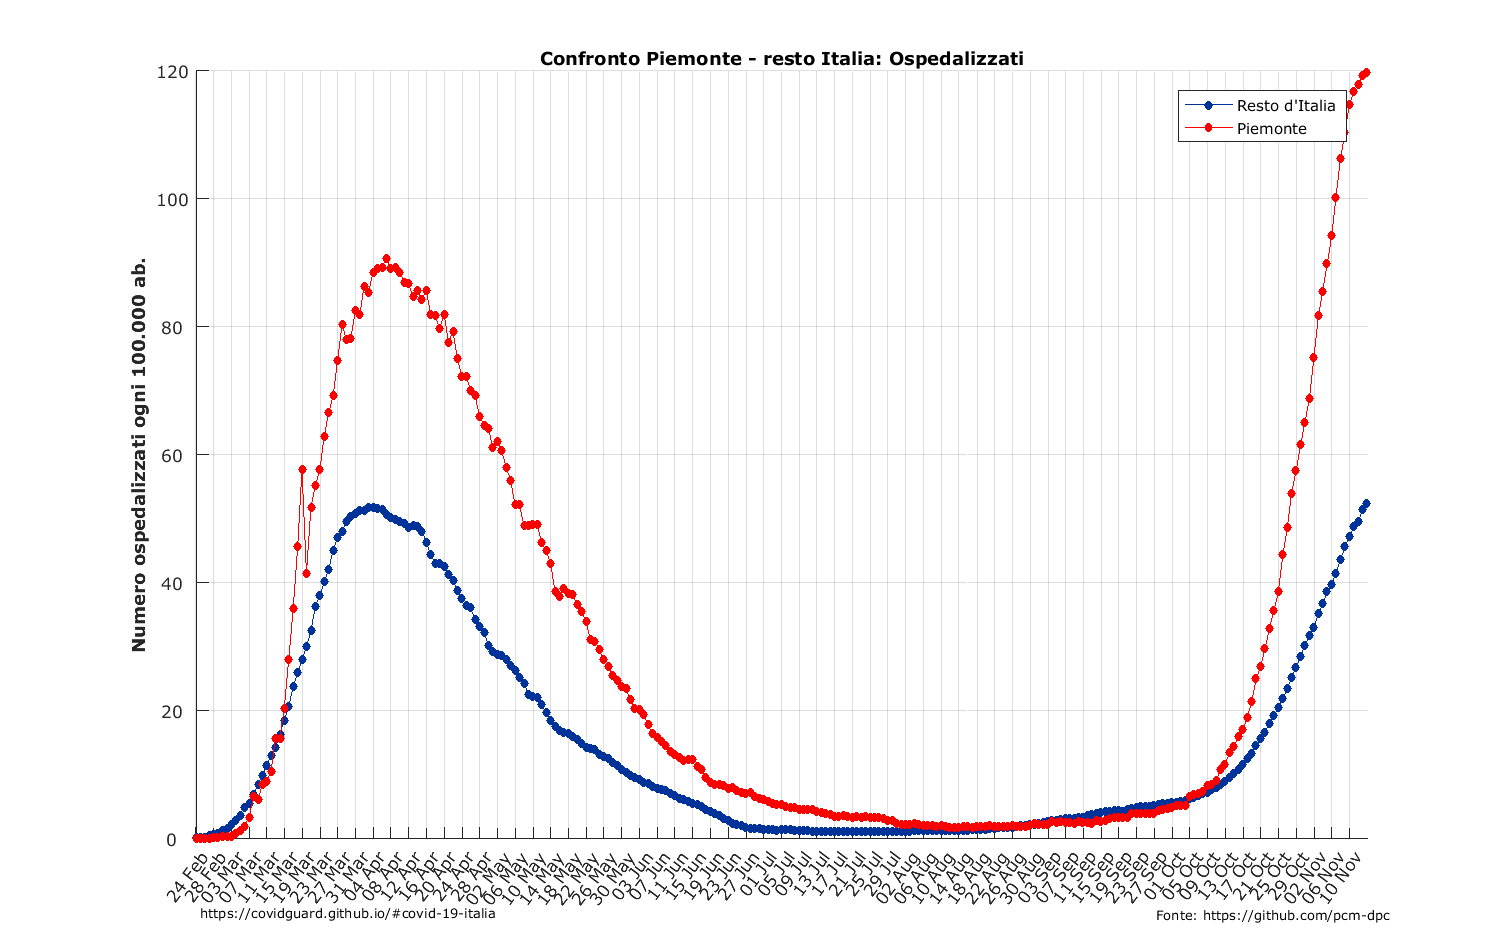 Confronto Piemonte - resto Italia: Ospedalizzati
120
100
80
60
40
20
0
Numero ospedalizzati ogni 100.000 ab.
Resto d'Italia
Piemonte
24 Feb
28 Feb
03 Mar
07 Mar
11 Mar
15 Mar
19 Mar
23 Mar
27 Mar
31 Mar
04 Apr
08 Apr
12 Apr
16 Apr
20 Apr
24 Apr
28 Apr
02 May
06 May
10 May
14 May
18 May
22 May
26 May
30 May
03 Jun
07 Jun
11 Jun
15 Jun
19 Jun
23 Jun
27 Jun
01 Jul
05 Jul
09 Jul
13 Jul
17 Jul
21 Jul
25 Jul
29 Jul
02 Aug
06 Aug
10 Aug
14 Aug
18 Aug
22 Aug
26 Aug
30 Aug
03 Sep
07 Sep
11 Sep
15 Sep
19 Sep
23 Sep
27 Sep
01 Oct
05 Oct
09 Oct
13 Oct
17 Oct
21 Oct
25 Oct
29 Oct
02 Nov
06 Nov
10 Nov
https://covidguard.github.io/#covid-19-italia
Fonte: https://github.com/pcm-dpc